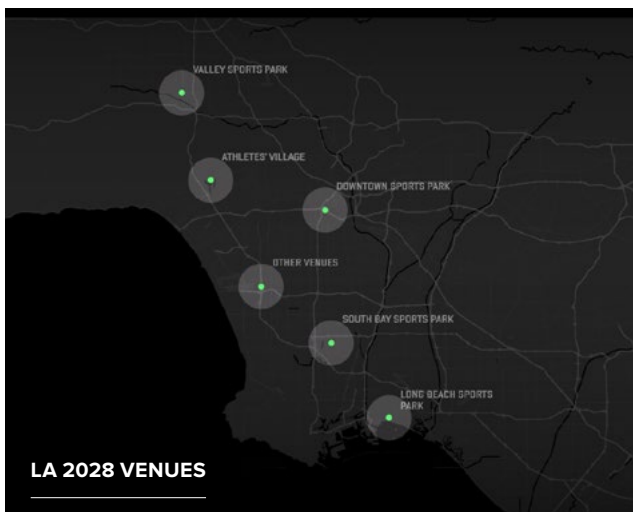 VALLEY SPORTS PARK
ATHLETES' VILLAGE
DOWNTOWN SPORTS PARK
OTHER VENUES
SOUTH BAY SPORTS PARK
LONG BEACH SPORTS
PARK
LA 2028 VENUES